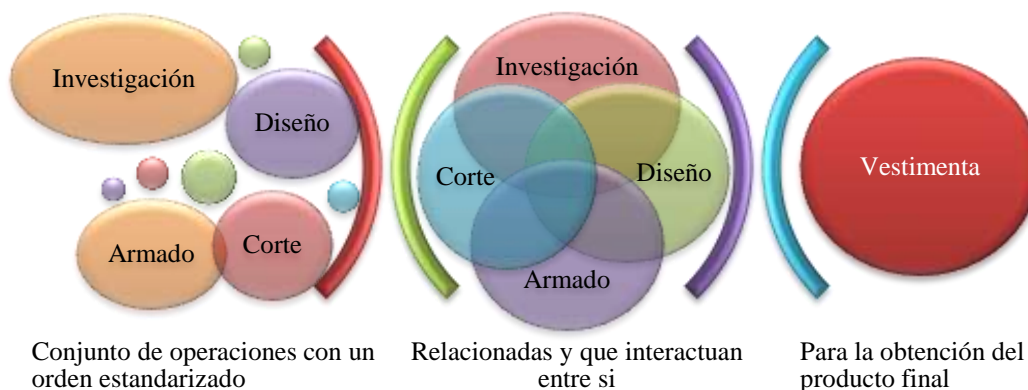 Investigación
Diseño
Armado
Corte
Investigación
Corte
Diseño
Armado
Vestimenta
Conjunto de operaciones con un
orden estandarizado
Relacionadas y que interactuan
entre si
Para la obtención del
producto final